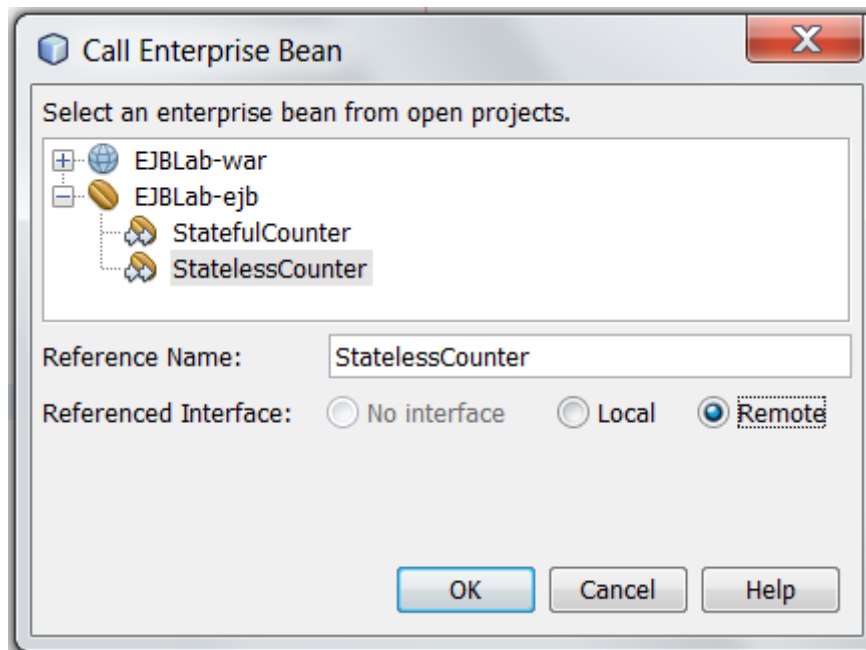 Call Enterprise Bean
Select an enterprise bean from open projects.
EJBLab-war
EJBLab-ejb
StatefulCounter
StatelessCounter
Reference Name: StatelessCounter
Referenced Interface: No interface Local Remote
OK Cancel Help